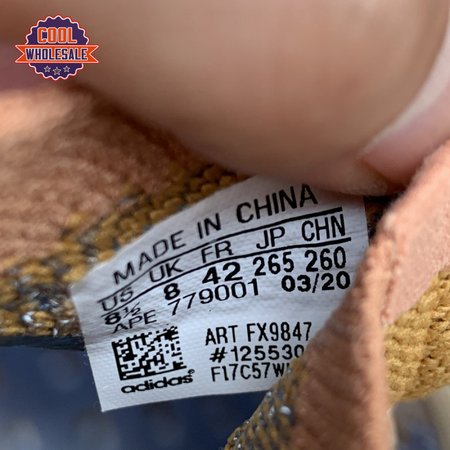 COOL
WHOLESALE
MADE IN CHINA
US UK FR JP CHN
8½ 8 42 265 260
APE 779001 03/20
ART FX9847
#125530
F17C57W
adidas